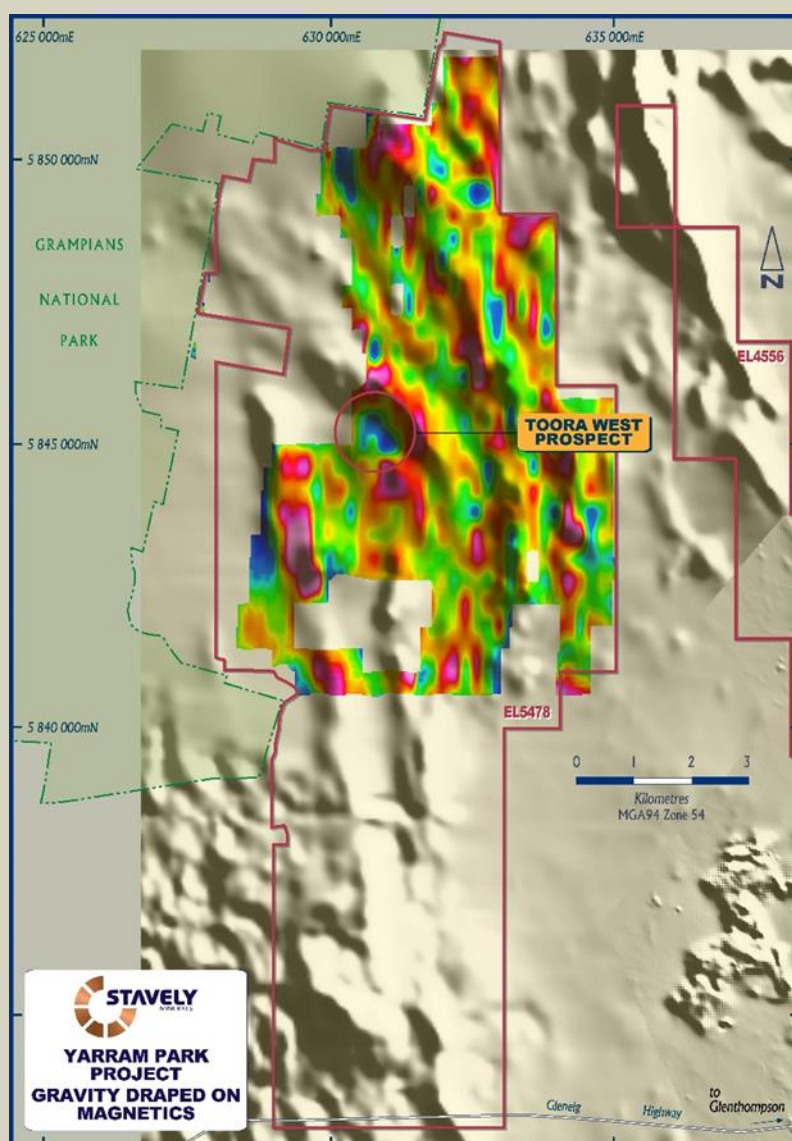 625 000mE
630 000mE
635 000mE
5 850 000mN
GRAMPIANS
NATIONAL
PARK
N
EL4556
TOORA WEST
PROSPECT
5 845 000mN
5 840 000mN
EL5478
0 1 2 3
Kilometres
MGA94 Zone 54
STAVELY
MINERALS
YARRAM PARK
PROJECT
GRAVITY DRAPED ON
MAGNETICS
to
Glenthompson
Glenelg Highway